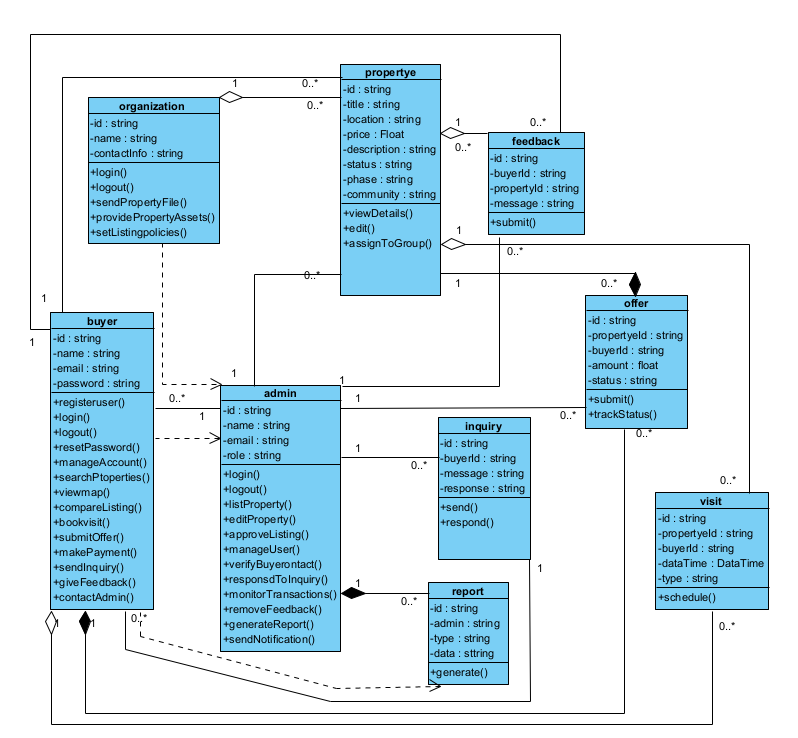 propertye
-id : string
-title : string
-location : string
-price : Float
-description : string
-status : string
-phase : string
-community : string
+viewDetails()
+edit()
+assignToGroup()
organization
-id : string
-name : string
-contactInfo : string
+login()
+logout()
+sendPropertyFile()
+providePropertyAssets()
+setListingpolicies()
feedback
-id : string
-buyerId : string
-propertyId : string
-message : string
+submit()
offer
-id : string
-propertyeId : string
-buyerId : string
-amount : float
-status : string
+submit()
+trackStatus()
buyer
-id : string
-name : string
-email : string
-password : string
+registeruser()
+login()
+logout()
+resetPassword()
+manageAccount()
+searchPtoperties()
+viewmap()
+compareListing()
+bookvisit()
+submitOffer()
+makePayment()
+sendInquiry()
+giveFeedback()
+contactAdmin()
admin
-id : string
-name : string
-email : string
-role : string
+login()
+logout()
+listProperty()
+editProperty()
+approveListing()
+manageUser()
+verifyBuyerontact()
+responsdToInquiry()
+monitorTransactions()
+removeFeedback()
+generateReport()
+sendNotification()
inquiry
-id : string
-buyerId : string
-message : string
-response : string
+send()
+respond()
visit
-id : string
-propertyeId : string
-buyerId : string
-dataTime : DataTime
-type : string
+schedule()
report
-id : string
-admin : string
-type : string
-data : sttring
+generate()
1
0..*
0..*
1
0..*
0..*
1
0..*
0..*
1
0..*
1
1
1
1
0..*
1
1
0..*
0..*
1
0..*
0..*
1
1
0..*
0..*
1
1
0..*